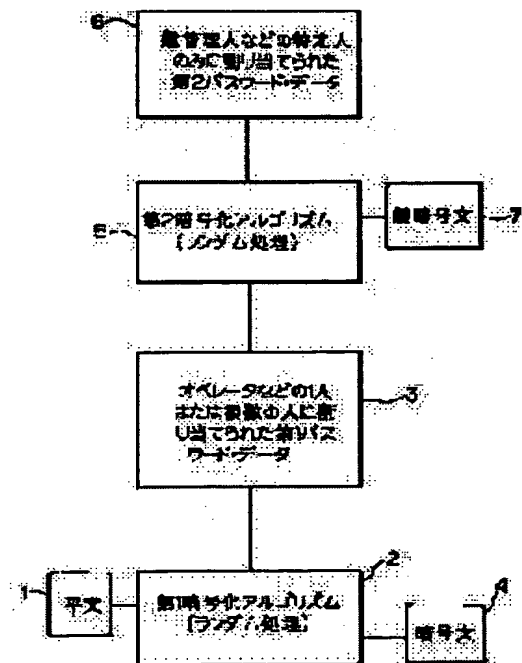 6
鍵管理人などの特定人
のみに割り当てられた
第2パスワード・データ
5
第2暗号化アルゴリズム
(ランダム処理)
鍵暗号文
7
オペレータなどの1人
または複数の人に割
り当てられた第1パス
ワード・データ
3
2
1
平文
第1暗号化アルゴリズム
(ランダム処理)
4
暗号文